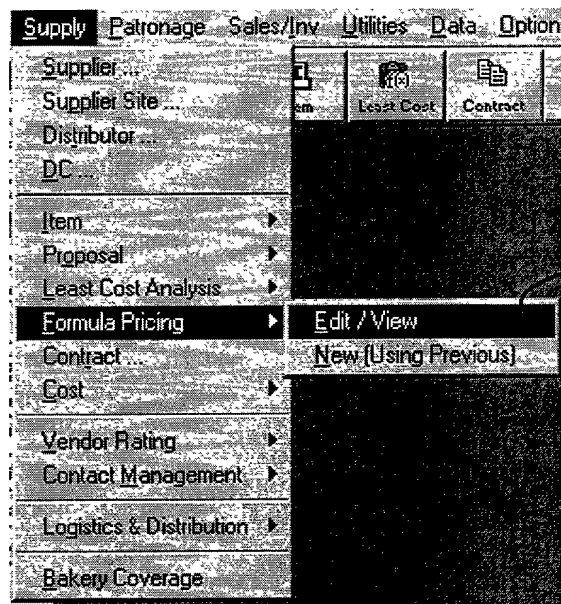 Supply Patronage Sales/Inv Utilities Data Option
Supplier ...
Supplier Site ...
Distributor ...
DC ...
Least Cost
Contract
Item
Proposal
Least Cost Analysis
Formula Pricing
Edit / View
New (Using Previous)
Contract ...
Cost
Vendor Rating
Contact Management
Logistics & Distribution
Bakery Coverage